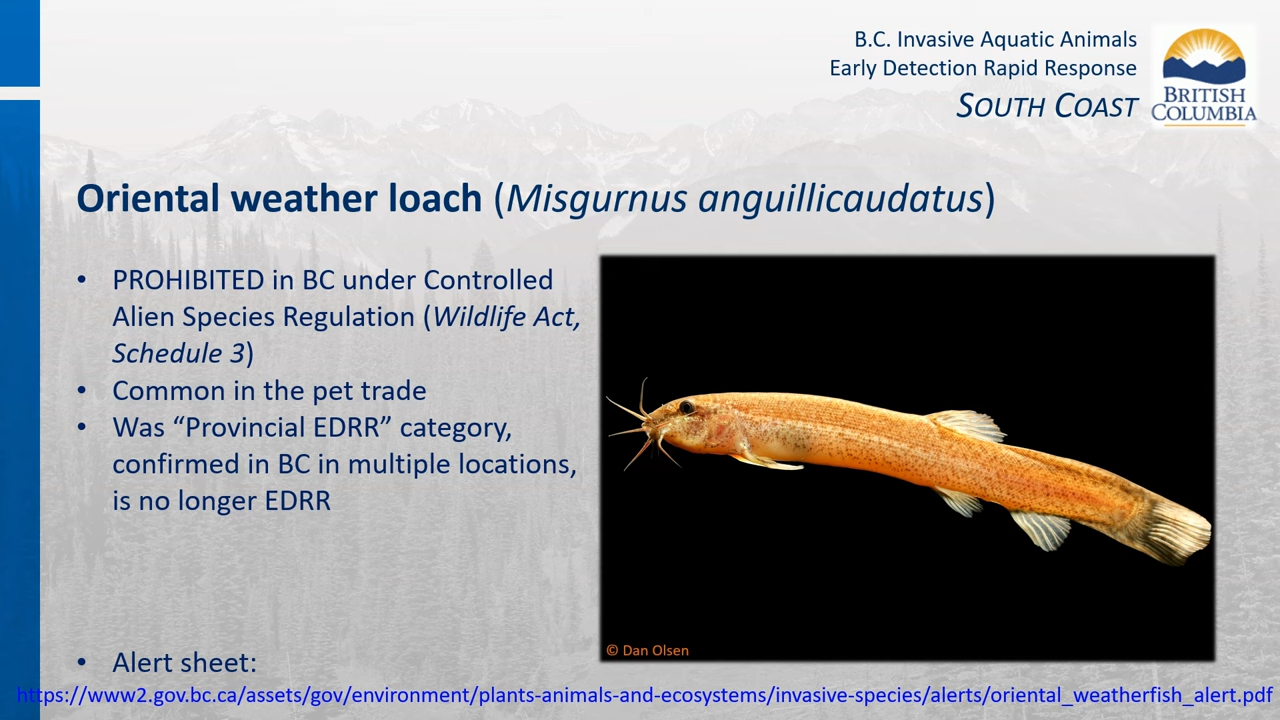 B.C. Invasive Aquatic Animals
Early Detection Rapid Response
SOUTH COAST
BRITISH
COLUMBIA
Oriental weather loach (Misgurnus anguillicaudatus)
• PROHIBITED in BC under Controlled
Alien Species Regulation (Wildlife Act,
Schedule 3)
• Common in the pet trade
• Was “Provincial EDRR” category,
confirmed in BC in multiple locations,
is no longer EDRR
© Dan Olsen
• Alert sheet:
https://www2.gov.bc.ca/assets/gov/environment/plants-animals-and-ecosystems/invasive-species/alerts/oriental_weatherfish_alert.pdf